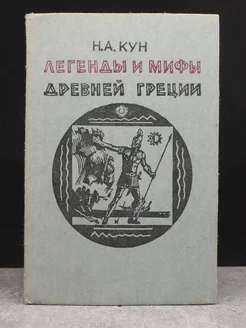 Н.А. КУН
ЛЕГЕНДЫ И МИФЫ
ДРЕВНЕЙ ГРЕЦИИ